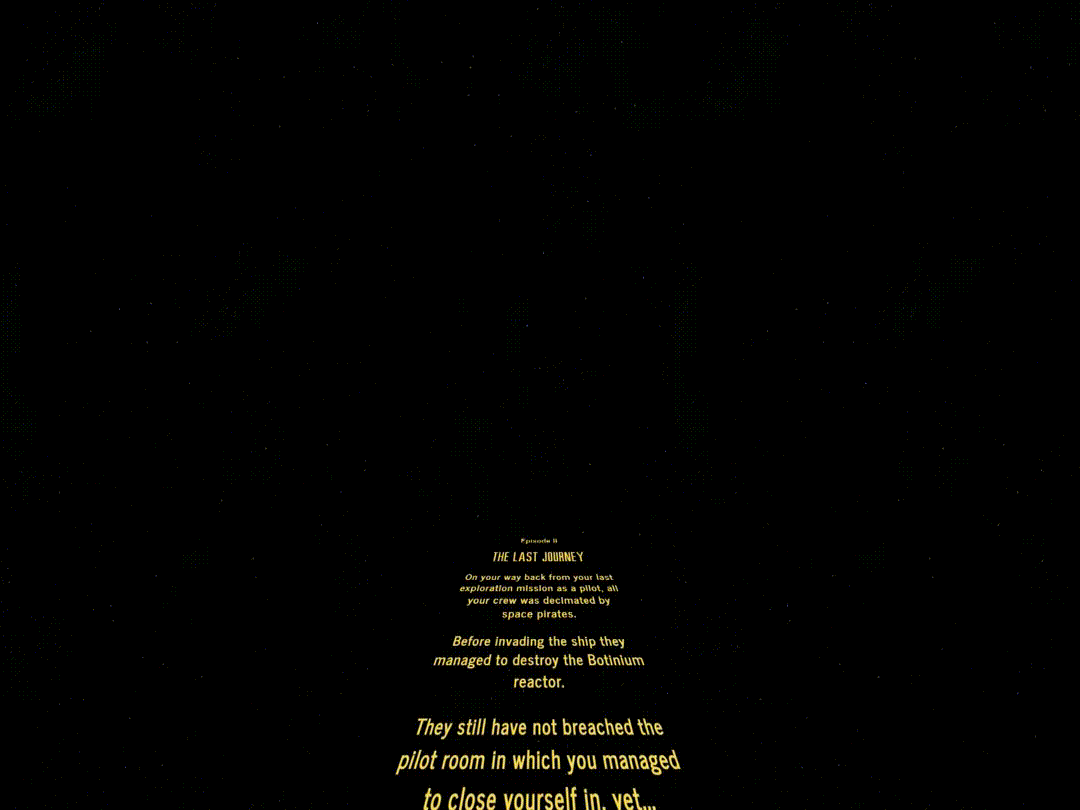 Episode II
THE LAST JOURNEY
On your way back from your last
exploration mission as a pilot, all
your crew was decimated by
space pirates.
Before invading the ship they
managed to destroy the Botinium
reactor.
They still have not breached the
pilot room in which you managed
to close yourself in, yet...